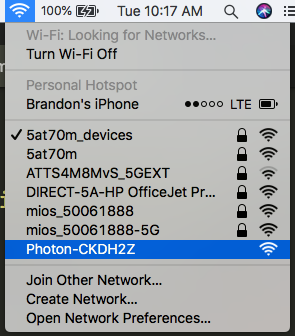 100% Tue 10:17 AM
Wi-Fi: Looking for Networks...
Turn Wi-Fi Off
Personal Hotspot
Brandon's iPhone LTE
5at70m_devices
5at70m
ATTS4M8MvS_5GEXT
DIRECT-5A-HP OfficeJet Pr...
mios_50061888
mios_50061888-5G
Photon-CKDH2Z
Join Other Network...
Create Network...
Open Network Preferences...